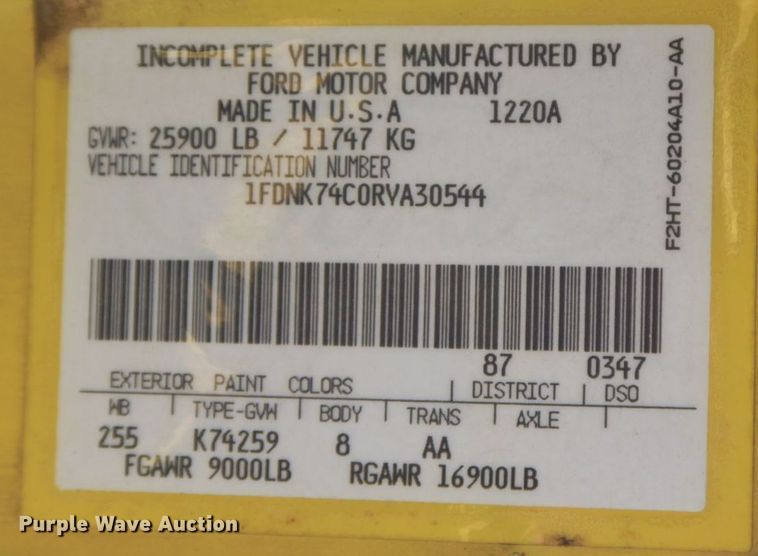 INCOMPLETE VEHICLE MANUFACTURED BY
FORD MOTOR COMPANY
MADE IN U.S.A 1220A
GVWR: 25900 LB / 11747 KG
VEHICLE IDENTIFICATION NUMBER
1FDNK74C0RVA30544
F2HT-60204A10-AA
87 0347
EXTERIOR PAINT COLORS DISTRICT DSO
WB TYPE-GVW BODY TRANS AXLE
255 K74259 8 AA
FGAWR 9000LB RGAWR 16900LB
Purple Wave Auction